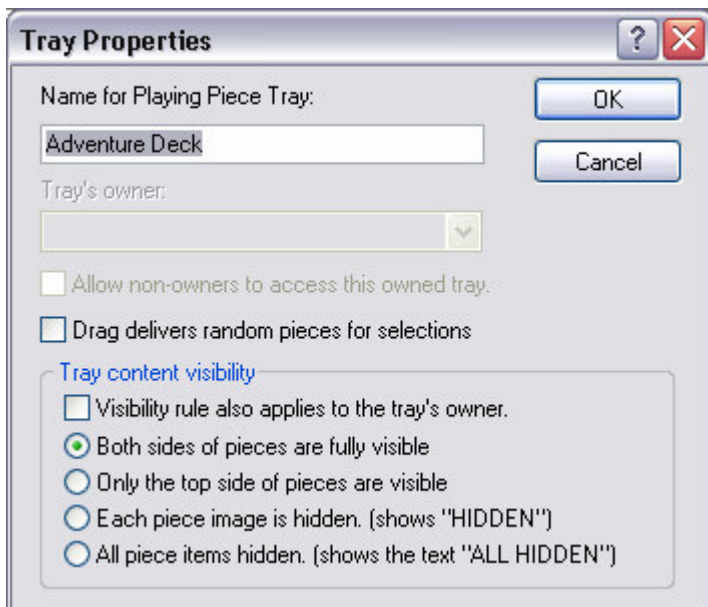 Tray Properties
?
Name for Playing Piece Tray:
OK
Adventure Deck
Cancel
Tray's owner:
Allow non-owners to access this owned tray.
Drag delivers random pieces for selections
Tray content visibility
Visibility rule also applies to the tray's owner.
Both sides of pieces are fully visible
Only the top side of pieces are visible
Each piece image is hidden. (shows "HIDDEN")
All piece items hidden. (shows the text "ALL HIDDEN")